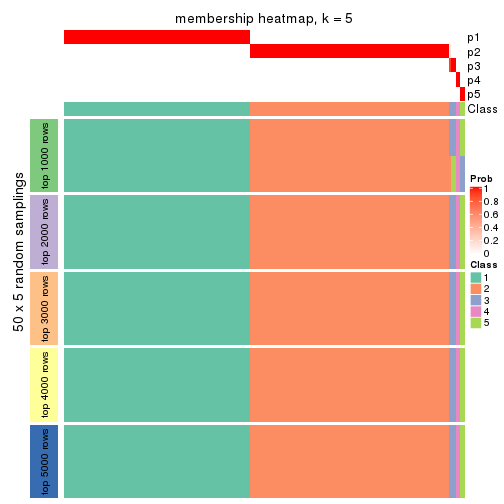 membership heatmap, k = 5
p1
p2
p3
p4
p5
Class
50 x 5 random samplings
top 1000 rows
top 2000 rows
top 3000 rows
top 4000 rows
top 5000 rows
Prob
1
0.8
0.6
0.4
0.2
0
Class
1
2
3
4
5